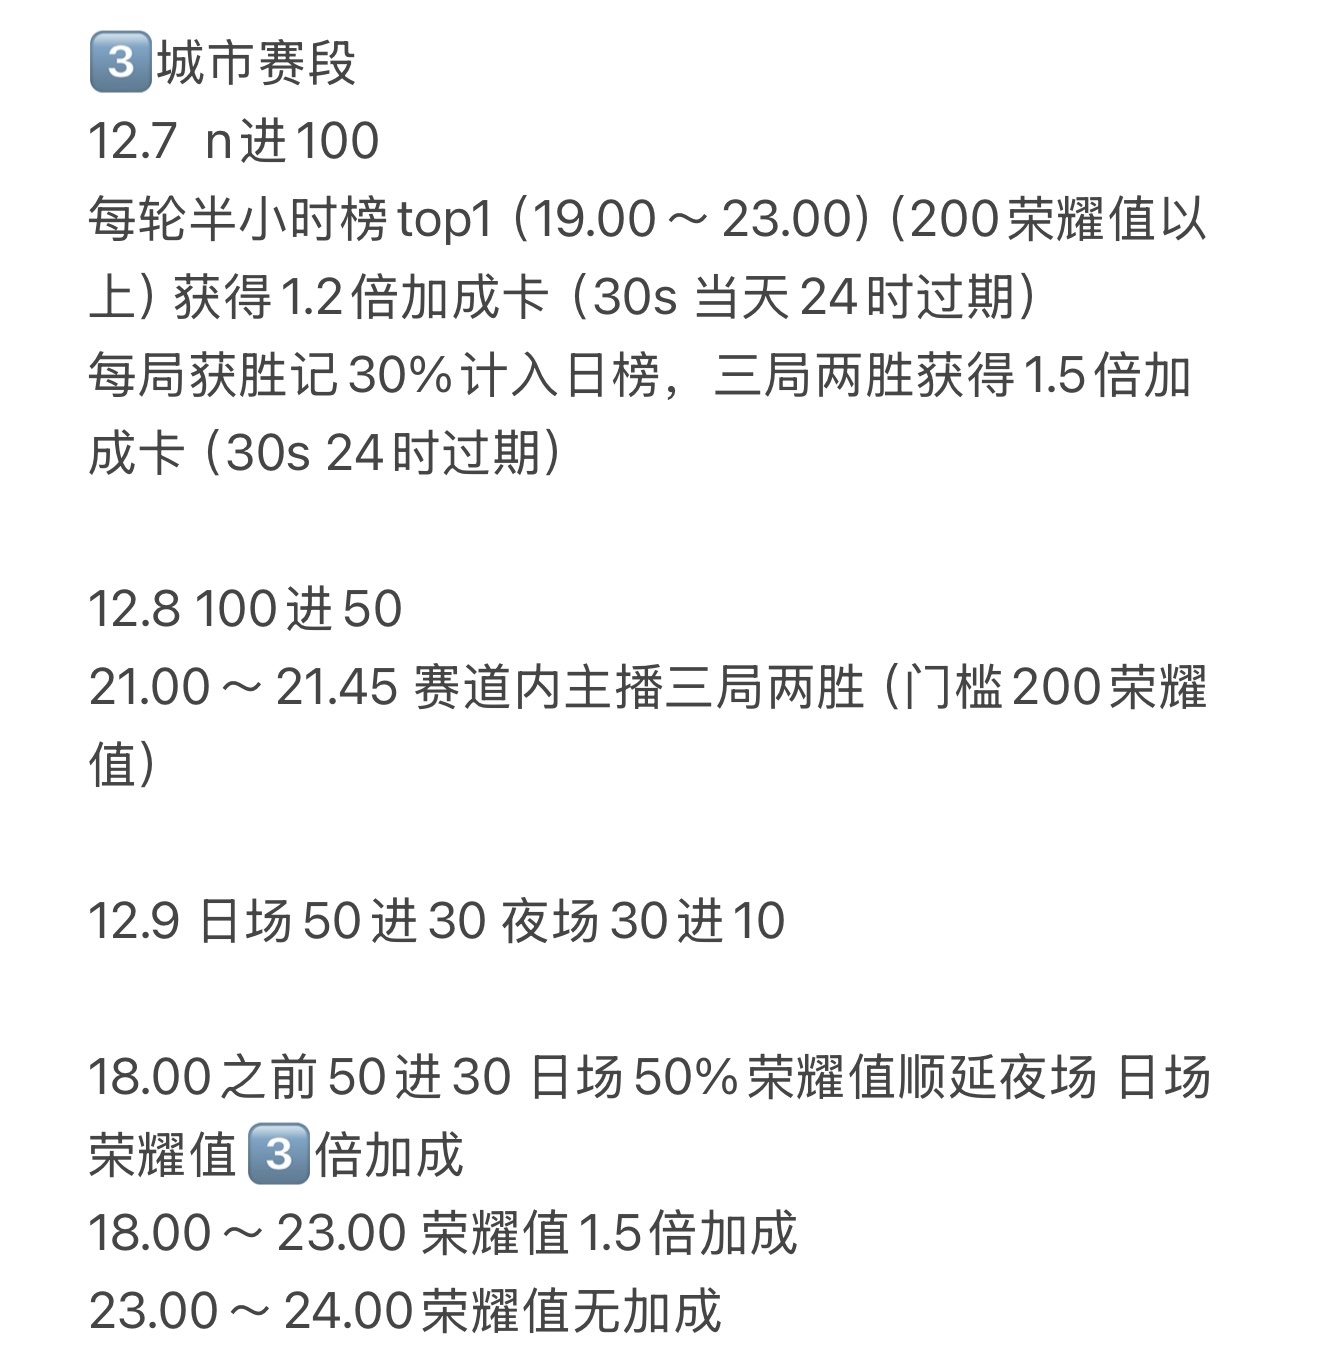 3️⃣城市赛段
12.7  n进100
每轮半小时榜top1（19.00～23.00）（200荣耀值以
上）获得1.2倍加成卡（30s 当天24时过期）
每局获胜记30%计入日榜，三局两胜获得1.5倍加
成卡（30s 24时过期）
12.8 100进50
21.00～21.45 赛道内主播三局两胜（门槛200荣耀
值）
12.9 日场50进30 夜场30进10
18.00之前50进30 日场50%荣耀值顺延夜场 日场
荣耀值3️⃣倍加成
18.00～23.00 荣耀值1.5倍加成
23.00～24.00荣耀值无加成